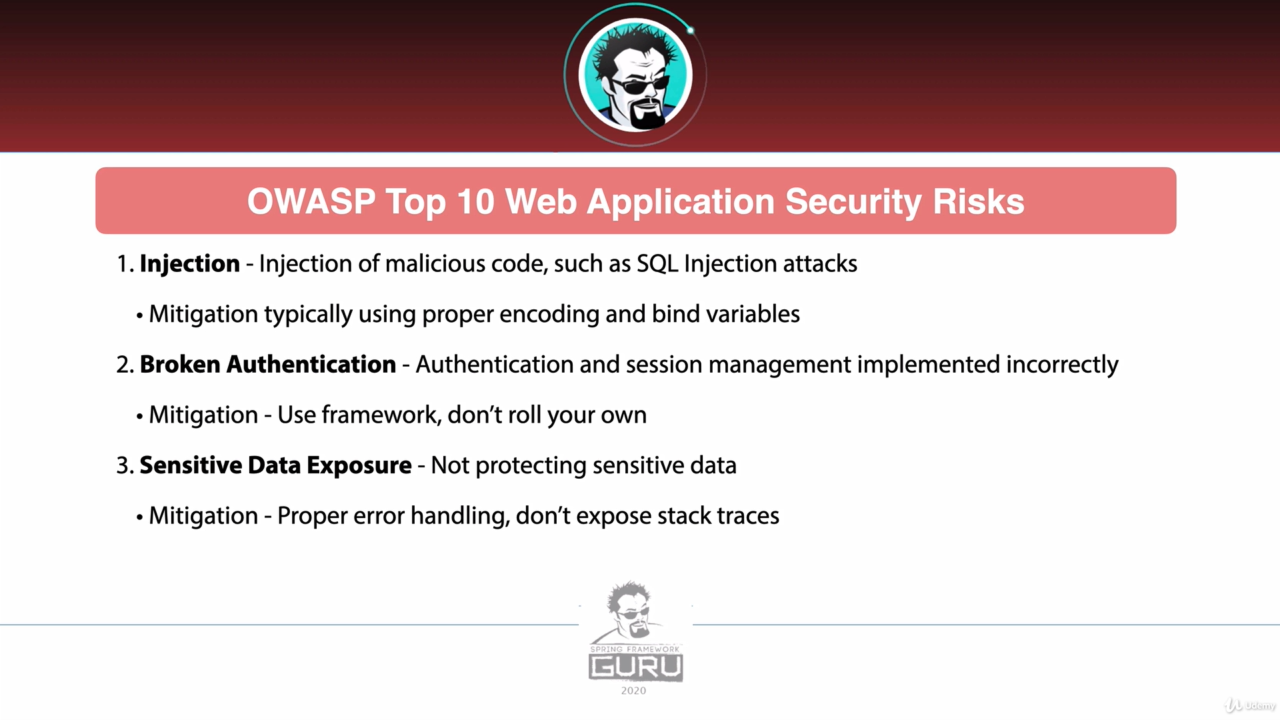 OWASP Top 10 Web Application Security Risks
1. Injection - Injection of malicious code, such as SQL Injection attacks
• Mitigation typically using proper encoding and bind variables
2. Broken Authentication - Authentication and session management implemented incorrectly
• Mitigation - Use framework, don’t roll your own
3. Sensitive Data Exposure - Not protecting sensitive data
• Mitigation - Proper error handling, don’t expose stack traces
SPRING FRAMEWORK
GURU
2020
Udemy